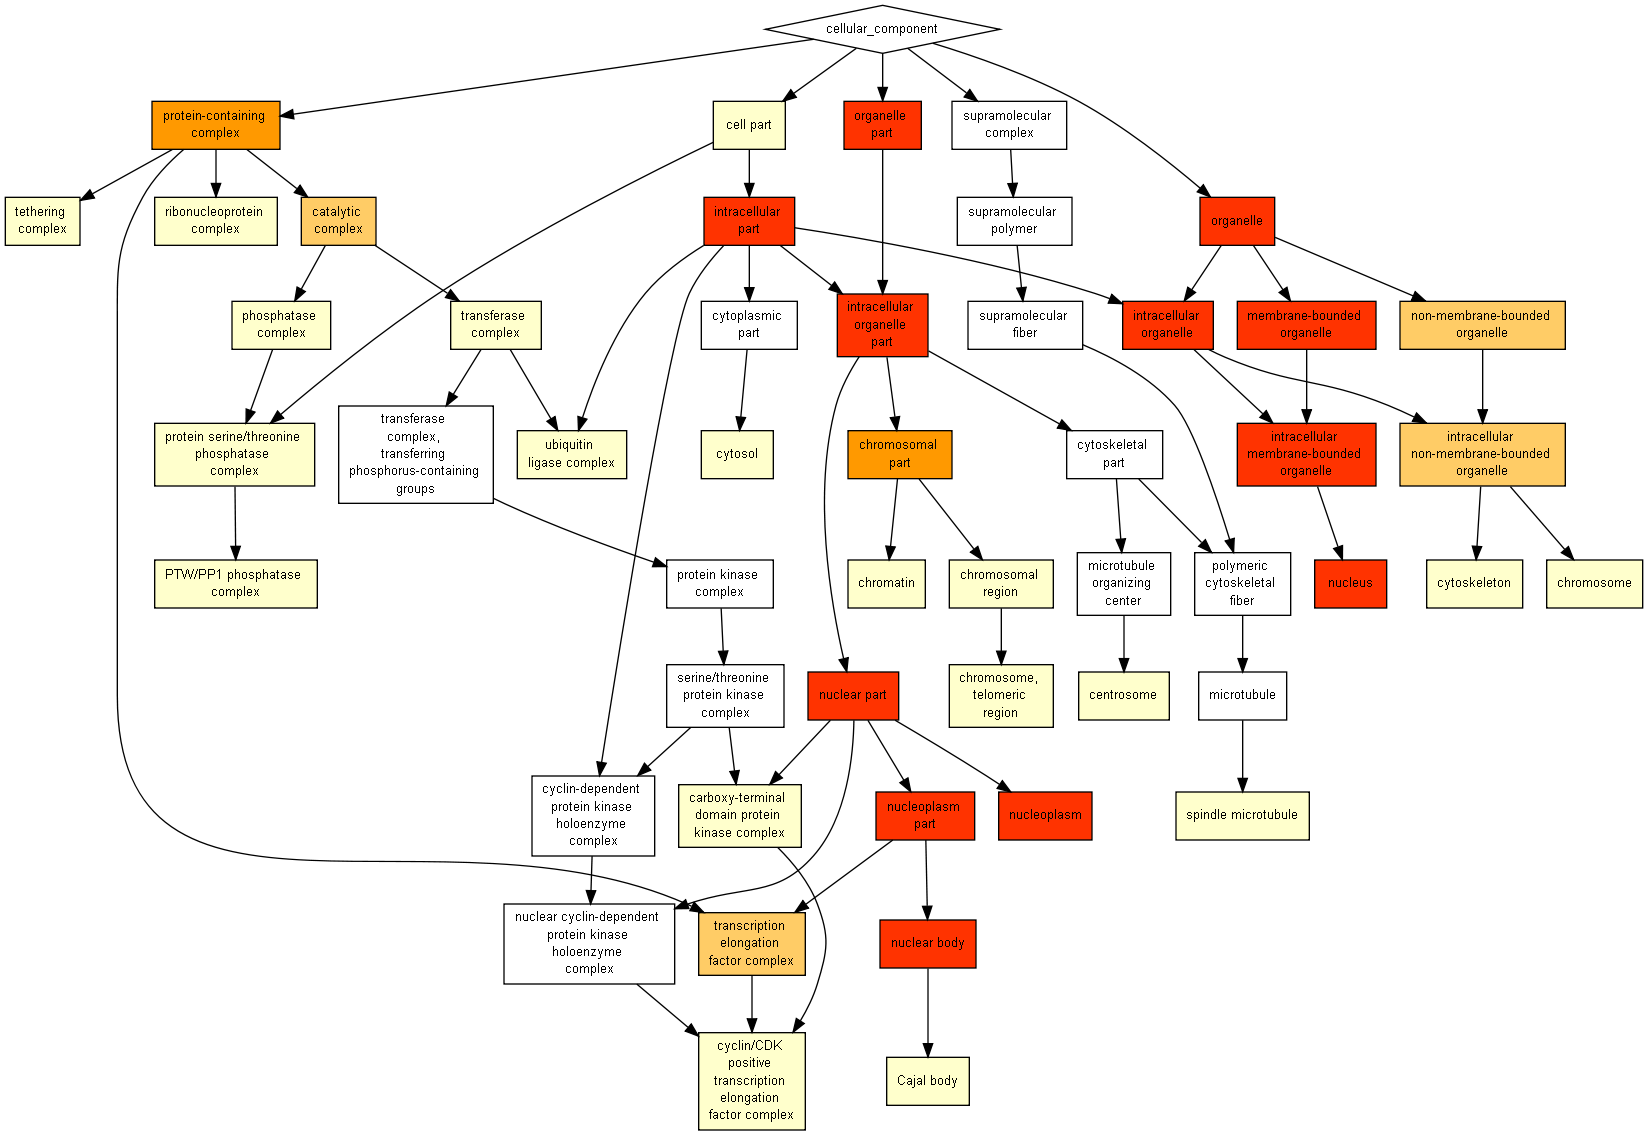 cellular_component
protein-containing
complex
cell part
organelle
part
supramolecular
complex
tethering
complex
ribonucleoprotein
complex
catalytic
complex
intracellular
part
supramolecular
polymer
organelle
phosphatase
complex
transferase
complex
cytoplasmic
part
intracellular
organelle
part
supramolecular
fiber
intracellular
organelle
membrane-bounded
organelle
non-membrane-bounded
organelle
protein serine/threonine
phosphatase
complex
transferase
complex,
transferring
phosphorus-containing
groups
ubiquitin
ligase complex
cytosol
chromosomal
part
cytoskeletal
part
intracellular
membrane-bounded
organelle
intracellular
non-membrane-bounded
organelle
PTW/PP1 phosphatase
complex
protein kinase
complex
chromatin
chromosomal
region
microtubule
organizing
center
polymeric
cytoskeletal
fiber
nucleus
cytoskeleton
chromosome
serine/threonine
protein kinase
complex
nuclear part
chromosome,
telomeric
region
centrosome
microtubule
cyclin-dependent
protein kinase
holoenzyme
complex
carboxy-terminal
domain protein
kinase complex
nucleoplasm
part
nucleoplasm
spindle microtubule
nuclear cyclin-dependent
protein kinase
holoenzyme
complex
transcription
elongation
factor complex
nuclear body
cyclin/CDK
positive
transcription
elongation
factor complex
Cajal body